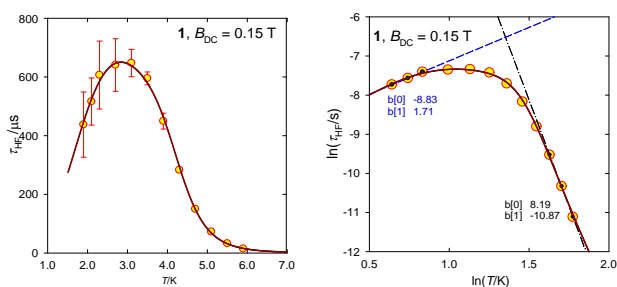 1, B_DC = 0.15 T
800
600
400
200
0
τ_HF/μs
1.0 2.0 3.0 4.0 5.0 6.0 7.0
T/K
1, B_DC = 0.15 T
-6
-7
-8
-9
-10
-11
-12
ln(τ_HF/s)
b[0] -8.83
b[1] 1.71
b[0] 8.19
b[1] -10.87
0.5 1.0 1.5 2.0
ln(T/K)